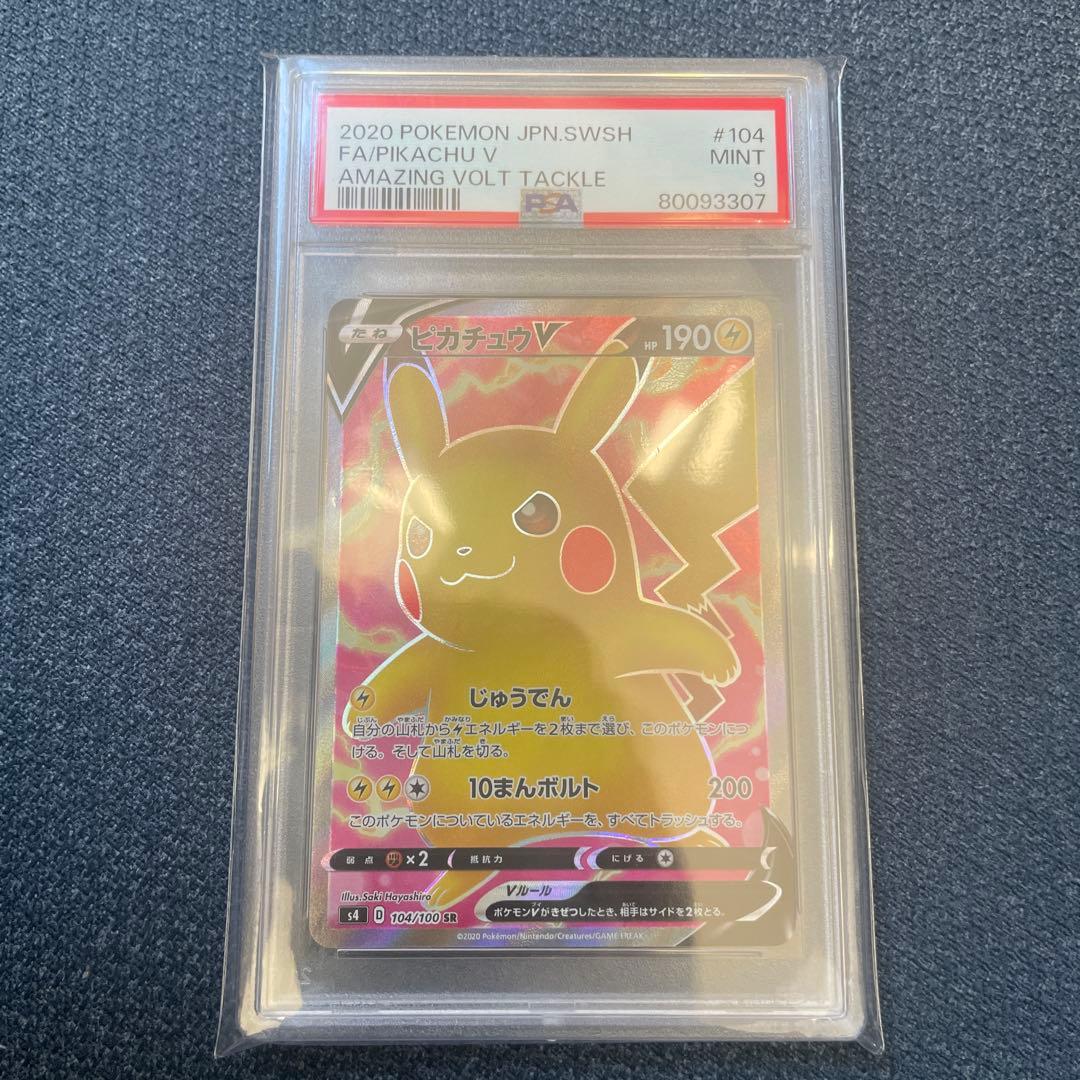 2020 POKEMON JPN.SWSH #104
FA/PIKACHU V MINT
AMAZING VOLT TACKLE 9
PSA 80093307
たね ピカチュウV HP 190
じゅうでん
自分の山札から エネルギーを2枚まで選び、このポケモンにつ
ける。そして山札を切る。
10まんボルト 200
このポケモンについているエネルギーを、すべてトラッシュする。
弱点 ×2 抵抗力 にげる
Illus.Saki Hayashiro
Vルール
s4 D 104/100 SR ポケモンVがきぜつしたとき、相手はサイドを2枚とる。
©2020 Pokémon/Nintendo/Creatures/GAME FREAK